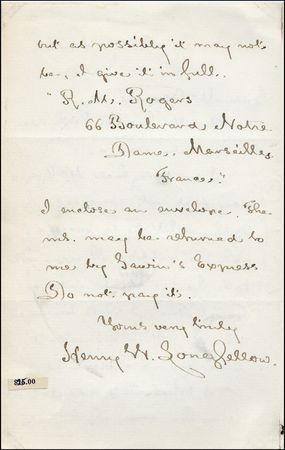 but as possibly it may not
be, I give it in full.
"R. M. Rogers
66 Boulevard Notre
Dame, Marseilles,
France."
I enclose an envelope. The
ms. may be returned to
me by Gawin's Express
Do not pay it.
Yours very truly
Henry W. Longfellow.
$25.00